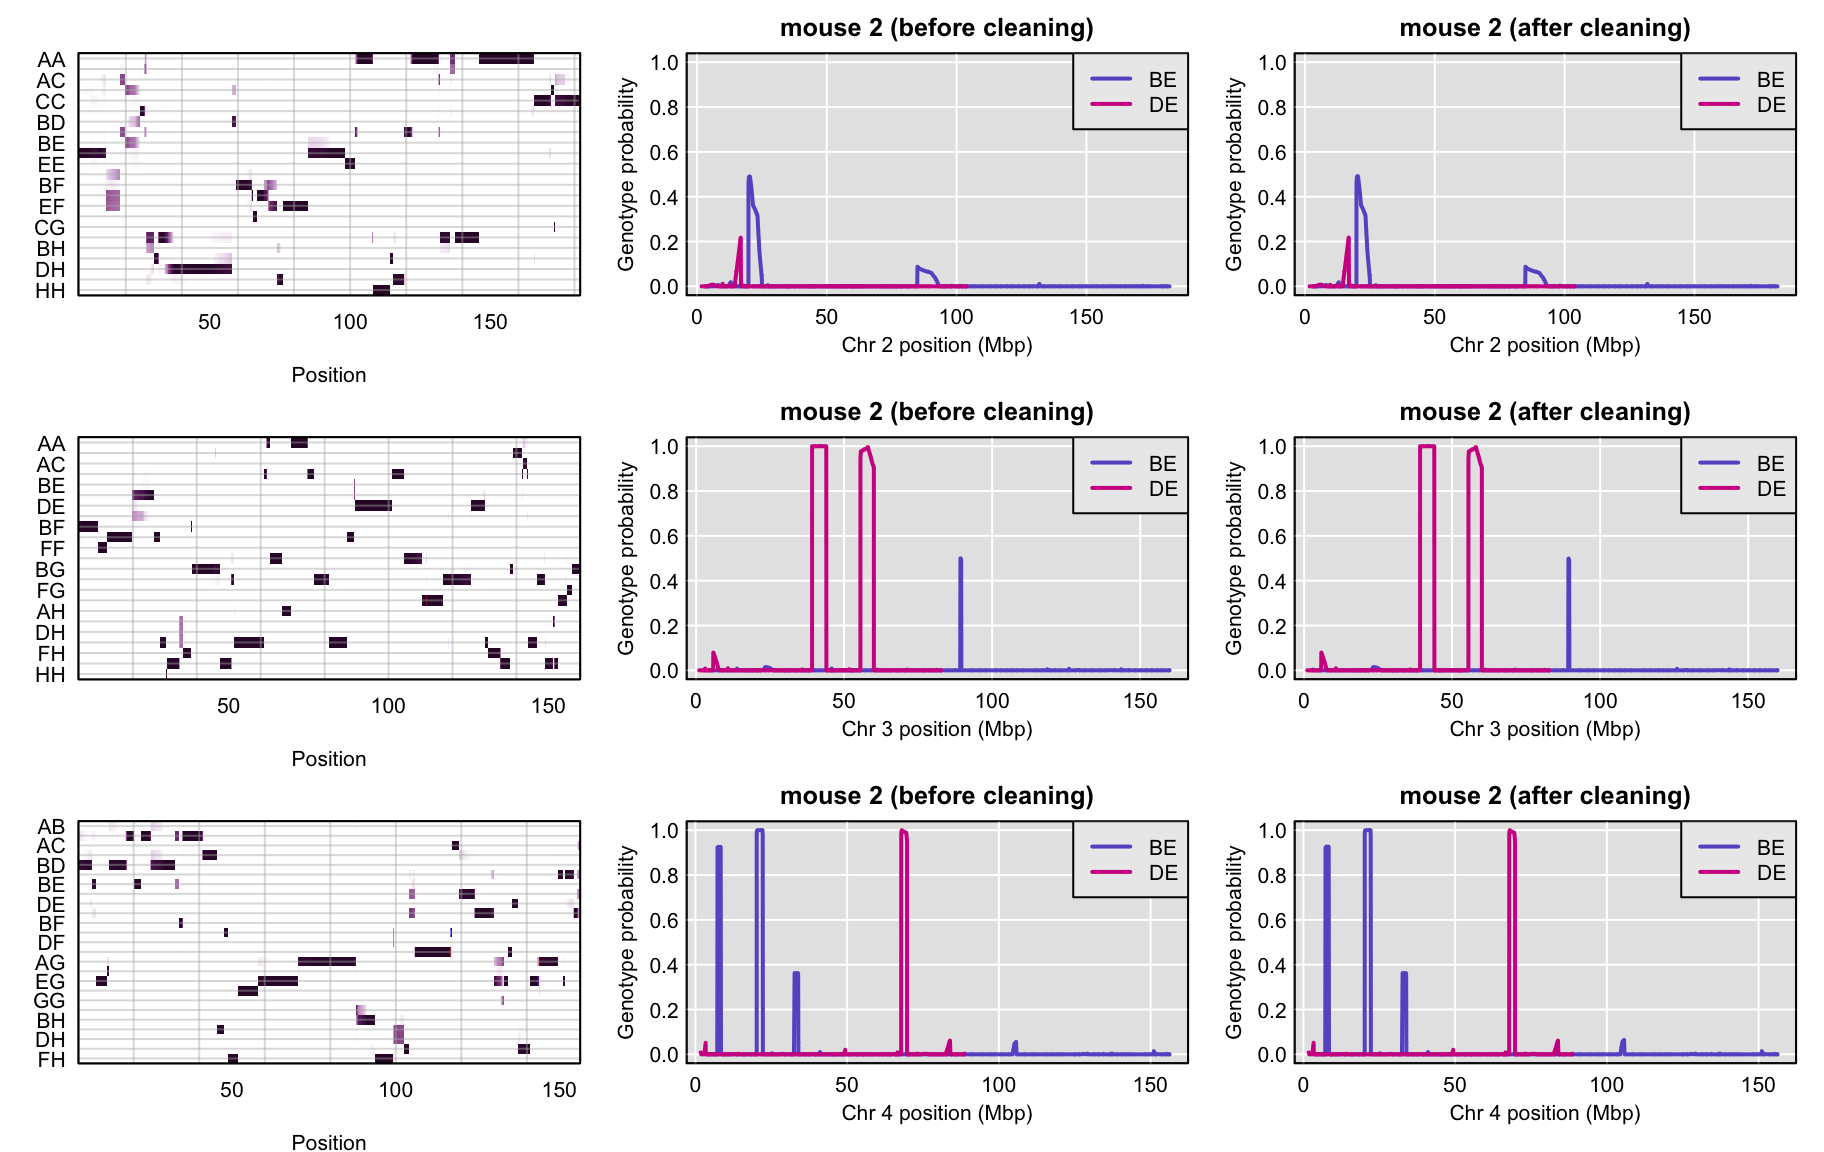 AA
AC
CC
BD
BE
EE
BF
EF
CG
BH
DH
HH
50 100 150
Position
mouse 2 (before cleaning)
1.0
0.8
0.6
0.4
0.2
0.0
Genotype probability
BE
DE
0 50 100 150
Chr 2 position (Mbp)
mouse 2 (after cleaning)
1.0
0.8
0.6
0.4
0.2
0.0
Genotype probability
BE
DE
0 50 100 150
Chr 2 position (Mbp)
AA
AC
BE
DE
BF
FF
BG
FG
AH
DH
FH
HH
50 100 150
Position
mouse 2 (before cleaning)
1.0
0.8
0.6
0.4
0.2
0.0
Genotype probability
BE
DE
0 50 100 150
Chr 3 position (Mbp)
mouse 2 (after cleaning)
1.0
0.8
0.6
0.4
0.2
0.0
Genotype probability
BE
DE
0 50 100 150
Chr 3 position (Mbp)
AB
AC
BD
BE
DE
BF
DF
AG
EG
GG
BH
DH
FH
50 100 150
Position
mouse 2 (before cleaning)
1.0
0.8
0.6
0.4
0.2
0.0
Genotype probability
BE
DE
0 50 100 150
Chr 4 position (Mbp)
mouse 2 (after cleaning)
1.0
0.8
0.6
0.4
0.2
0.0
Genotype probability
BE
DE
0 50 100 150
Chr 4 position (Mbp)